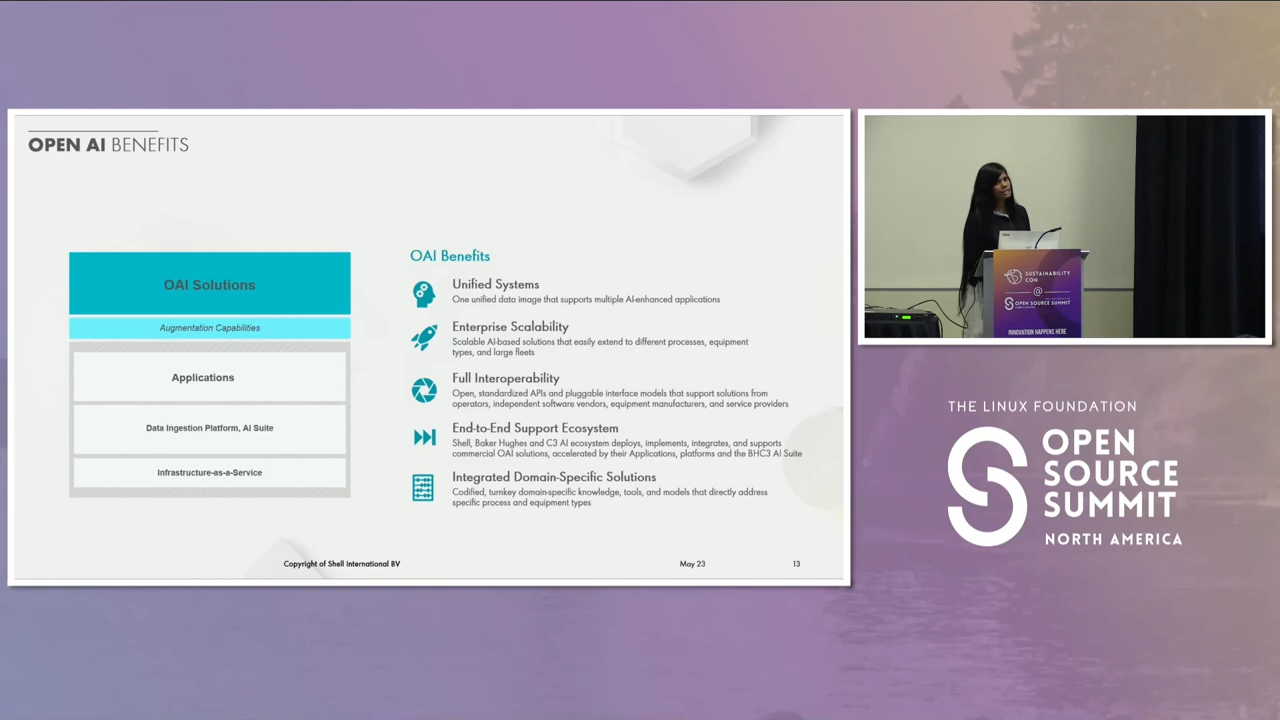 OPEN AI BENEFITS
OAI Solutions
Augmentation Capabilities
Applications
Data Ingestion Platform, AI Suite
Infrastructure-as-a-Service
OAI Benefits
Unified Systems
One unified data image that supports multiple AI-enhanced applications
Enterprise Scalability
Scalable AI-based solutions that easily extend to different processes, equipment
types, and large fleets
Full Interoperability
Open, standardized APIs and pluggable interface models that support solutions from
operators, independent software vendors, equipment manufacturers, and service providers
End-to-End Support Ecosystem
Shell, Baker Hughes and C3 AI ecosystem deploys, implements, integrates, and supports
commercial OAI solutions, accelerated by their Applications, platforms and the BHC3 AI Suite
Integrated Domain-Specific Solutions
Codified, turnkey domain-specific knowledge, tools, and models that directly address
specific process and equipment types
Copyright of Shell International BV
May 23
13
SUSTAINABILITY
CON
@
OPEN SOURCE SUMMIT
INNOVATION HAPPENS HERE
THE LINUX FOUNDATION
OPEN
SOURCE
SUMMIT
NORTH AMERICA